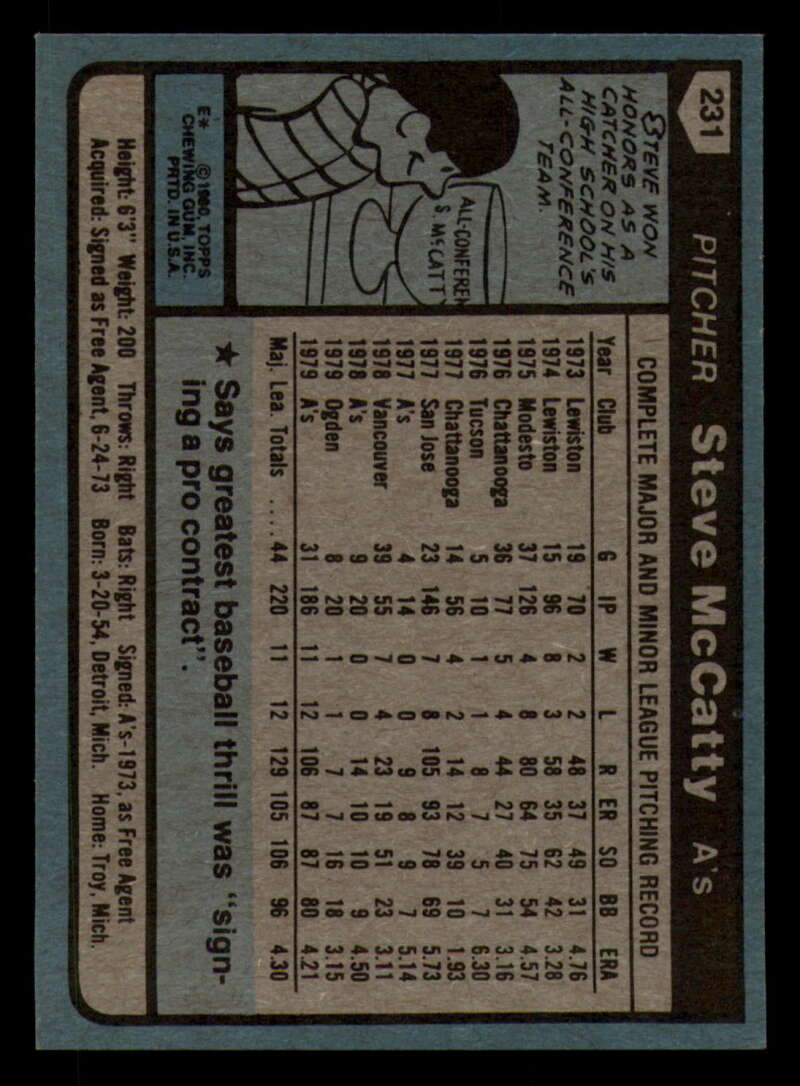 231 PITCHER Steve McCatty A's
STEVE WON
HONORS AS A
CATCHER ON HIS
HIGH SCHOOL'S
ALL-CONFERENCE
TEAM.
ALL-CONFEREN
S. McCATTY
E* © 1980, TOPPS
CHEWING GUM, INC.
PRTD. IN U.S.A.
COMPLETE MAJOR AND MINOR LEAGUE PITCHING RECORD
Year Club G IP W L R ER SO BB ERA
1973 Lewiston 19 70 2 2 48 37 49 31 4.76
1974 Lewiston 15 96 8 3 58 35 62 42 3.28
1975 Modesto 37 126 4 8 80 64 75 54 4.57
1976 Chattanooga 36 77 5 4 44 27 40 31 3.16
1976 Tucson 5 10 1 1 8 7 5 7 6.30
1977 Chattanooga 14 56 4 2 14 12 39 10 1.93
1977 San Jose 23 146 7 8 105 93 78 69 5.73
1977 A's 4 14 0 0 9 8 9 7 5.14
1978 Vancouver 39 55 7 4 23 19 51 23 3.11
1978 A's 9 20 0 0 14 10 10 9 4.50
1979 Ogden 8 20 1 1 7 7 16 18 3.15
1979 A's 31 186 11 12 106 87 87 80 4.21
Maj. Lea. Totals .... 44 220 11 12 129 105 106 96 4.30
★ Says greatest baseball thrill was "sign-
ing a pro contract".
Height: 6'3" Weight: 200 Throws: Right Bats: Right Signed: A's-1973, as Free Agent
Acquired: Signed as Free Agent, 6-24-73 Born: 3-20-54, Detroit, Mich. Home: Troy, Mich.